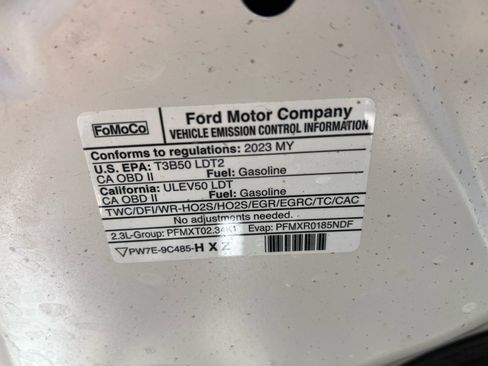 FoMoCo
Ford Motor Company
VEHICLE EMISSION CONTROL INFORMATION
Conforms to regulations: 2023 MY
U.S. EPA: T3B50 LDT2
CA OBD II Fuel: Gasoline
California: ULEV50 LDT
CA OBD II Fuel: Gasoline
TWC/DFI/WR-HO2S/HO2S/EGR/EGRC/TC/CAC
No adjustments needed.
2.3L-Group: PFMXT02.34K1 Evap: PFMXR0185NDF
PW7E-9C485-HXZ